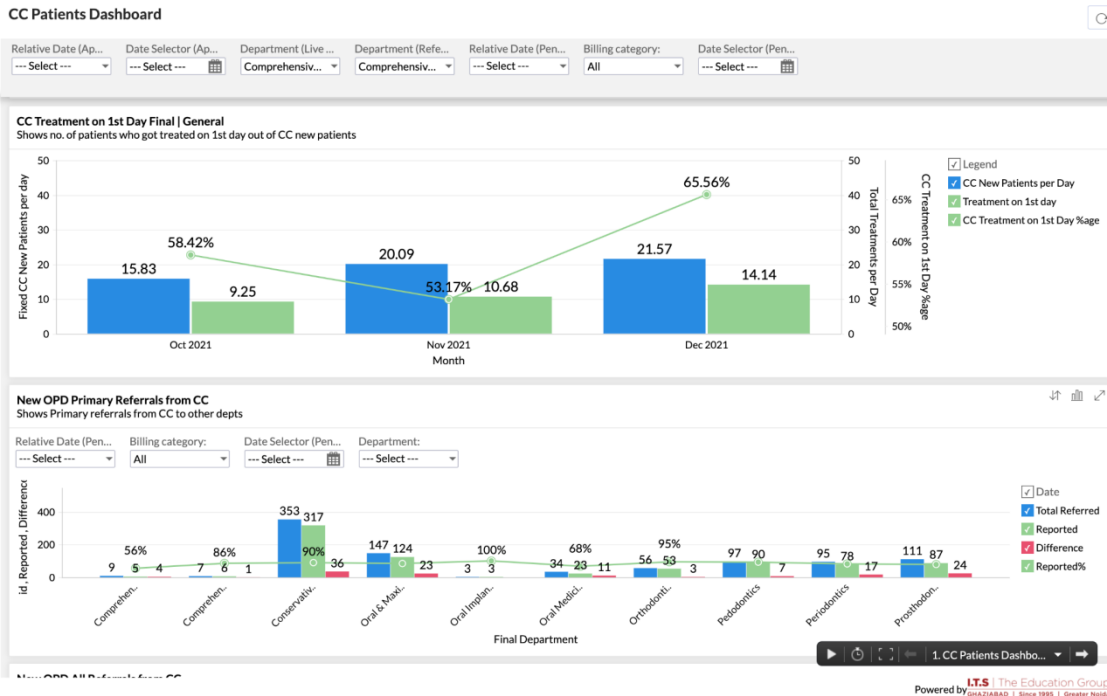 CC Patients Dashboard
Relative Date (Ap... Date Selector (Ap... Department (Live ... Department (Refe... Relative Date (Pen... Billing category: Date Selector (Pen...
--- Select --- --- Select --- Comprehensiv... Comprehensiv... --- Select --- All --- Select ---
CC Treatment on 1st Day Final | General
Shows no. of patients who got treated on 1st day out of CC new patients
Fixed CC New Patients per day
50
40
30
20
10
0
58.42%
15.83
9.25
20.09
53.17%
10.68
65.56%
21.57
14.14
Oct 2021 Nov 2021 Dec 2021
Month
50
40
30
20
10
0
Total Treatments per Day
65%
60%
55%
50%
CC Treatment on 1st Day %age
Legend
CC New Patients per Day
Treatment on 1st day
CC Treatment on 1st Day %age
New OPD Primary Referrals from CC
Shows Primary referrals from CC to other depts
Relative Date (Pen... Billing category: Date Selector (Pen... Department:
--- Select --- All --- Select --- --- Select ---
id , Reported , Difference
400
200
0
56%
9 5 4
86%
7 6 1
353 317
90%
36
147 124
23
100%
3 3
68%
34 23 11
95%
56 53 3
97 90
7
95 78
17
111 87
24
Comprehen..
Comprehen..
Conservativ..
Oral & Maxi..
Oral Implan..
Oral Medici..
Orthodonti..
Pedodontics
Periodontics
Prosthodon..
Final Department
Date
Total Referred
Reported
Difference
Reported%
1. CC Patients Dashbo...
New OPD All Referrals from CC
Powered by I.T.S | The Education Group
GHAZIABAD | Since 1995 | Greater Noida